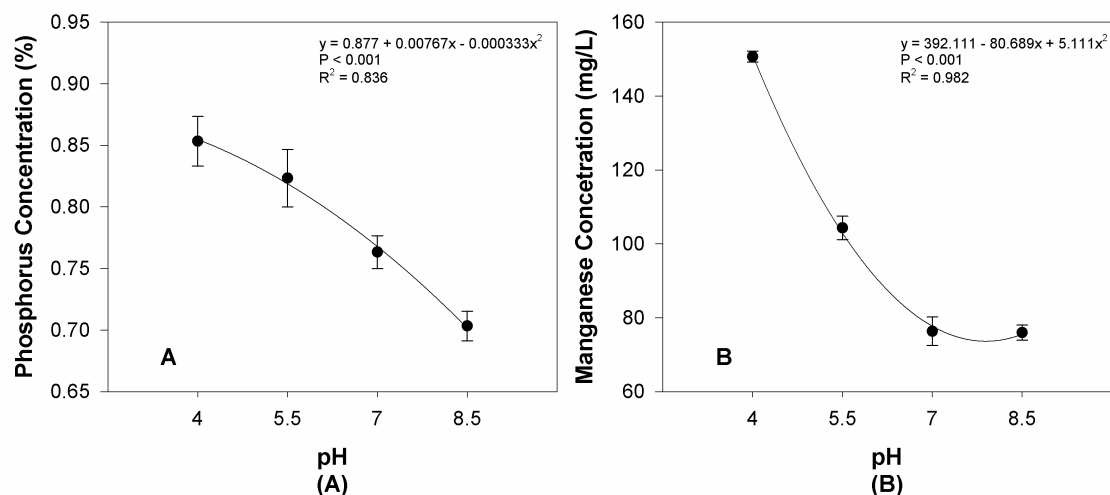 0.95
0.90
0.85
0.80
0.75
0.70
0.65
Phosphorus Concentration (%)
y = 0.877 + 0.00767x - 0.000333x²
P < 0.001
R² = 0.836
A
4 5.5 7 8.5
pH
(A)
160
140
120
100
80
60
Manganese Concetration (mg/L)
y = 392.111 - 80.689x + 5.111x²
P < 0.001
R² = 0.982
B
4 5.5 7 8.5
pH
(B)